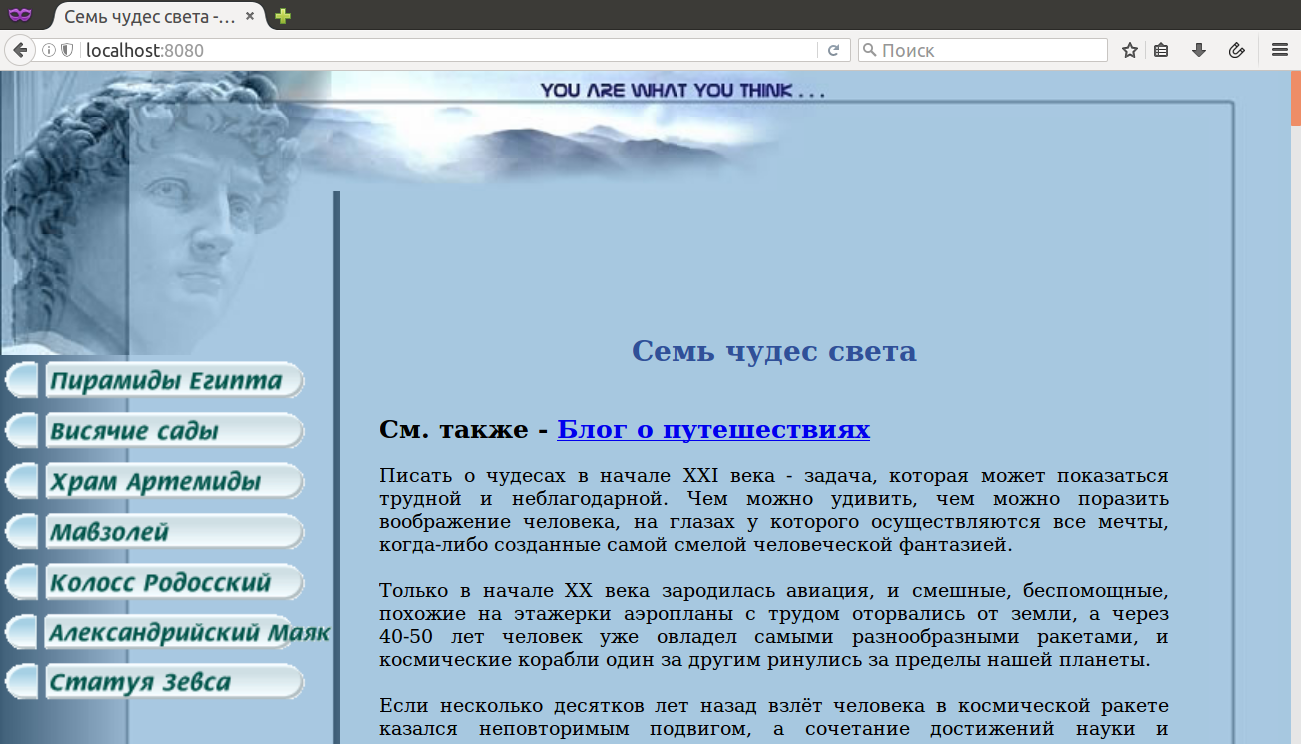 Семь чудес света -...
localhost:8080
Поиск
YOU ARE WHAT YOU THINK . . .
Пирамиды Египта
Висячие сады
Храм Артемиды
Мавзолей
Колосс Родосский
Александрийский Маяк
Статуя Зевса
Семь чудес света
См. также - Блог о путешествиях
Писать о чудесах в начале XXI века - задача, которая может показаться
трудной и неблагодарной. Чем можно удивить, чем можно поразить
воображение человека, на глазах у которого осуществляются все мечты,
когда-либо созданные самой смелой человеческой фантазией.
Только в начале XX века зародилась авиация, и смешные, беспомощные,
похожие на этажерки аэропланы с трудом оторвались от земли, а через
40-50 лет человек уже овладел самыми разнообразными ракетами, и
космические корабли один за другим ринулись за пределы нашей планеты.
Если несколько десятков лет назад взлёт человека в космической ракете
казался неповторимым подвигом, а сочетание достижений науки и